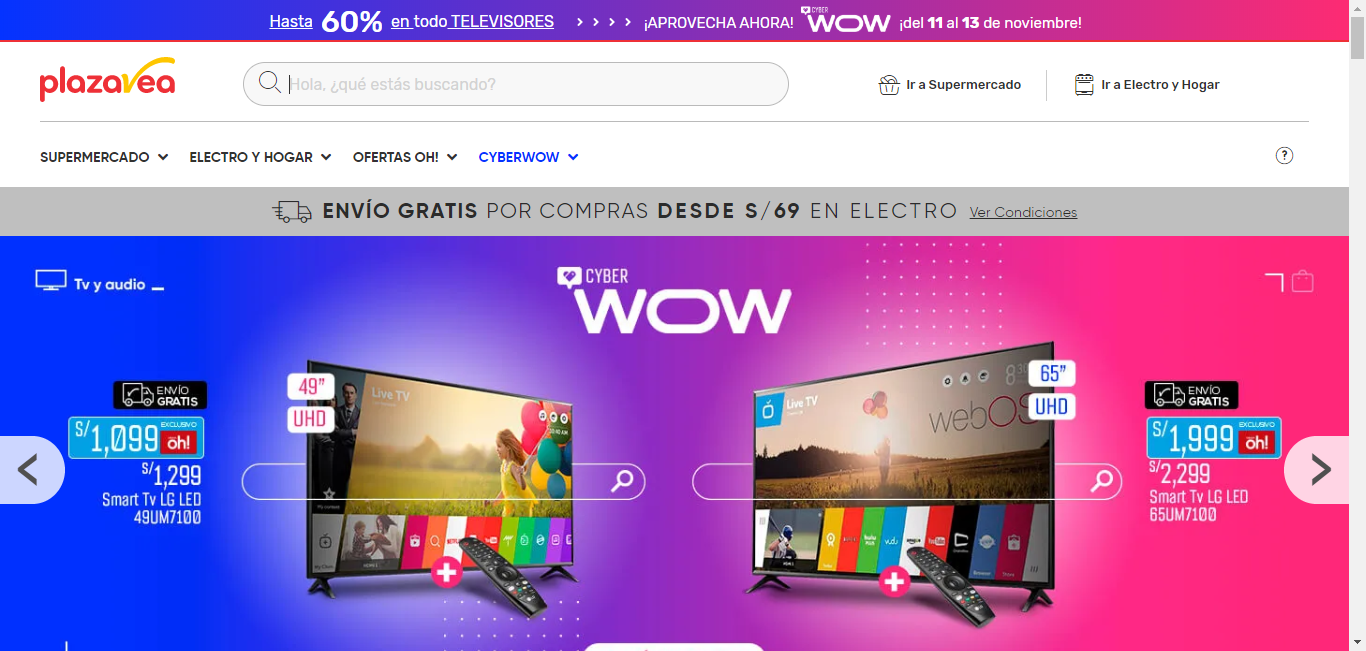 Hasta 60% en todo TELEVISORES > > > > ¡APROVECHA AHORA! CYBER WOW ¡del 11 al 13 de noviembre!
plazavea
Hola, ¿qué estás buscando?
Ir a Supermercado
Ir a Electro y Hogar
SUPERMERCADO
ELECTRO Y HOGAR
OFERTAS OH!
CYBERWOW
?
ENVÍO GRATIS POR COMPRAS DESDE S/69 EN ELECTRO Ver Condiciones
Tv y audio
CYBER
WOW
49”
UHD
Live TV
ENVÍO
GRATIS
S/1,099 EXCLUSIVO oh!
S/1,299
Smart Tv LG LED
49UM7100
65”
UHD
Live TV
webOS
ENVÍO
GRATIS
S/1,999 EXCLUSIVO oh!
S/2,299
Smart Tv LG LED
65UM7100